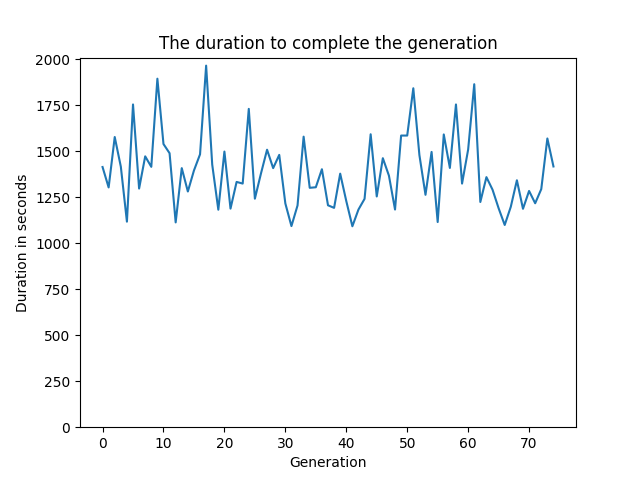 The duration to complete the generation
2000
1750
1500
1250
1000
750
500
250
0
Duration in seconds
0 10 20 30 40 50 60 70
Generation